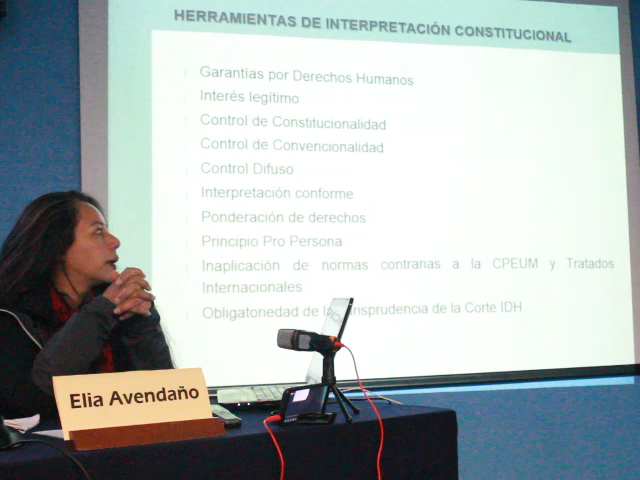 HERRAMIENTAS DE INTERPRETACIÓN CONSTITUCIONAL
Garantías por Derechos Humanos
Interés legítimo
Control de Constitucionalidad
Control de Convencionalidad
Control Difuso
Interpretación conforme
Ponderación de derechos
Principio Pro Persona
Inaplicación de normas contrarias a la CPEUM y Tratados
Internacionales
Obligatoriedad de la jurisprudencia de la Corte IDH
Elia Avendaño